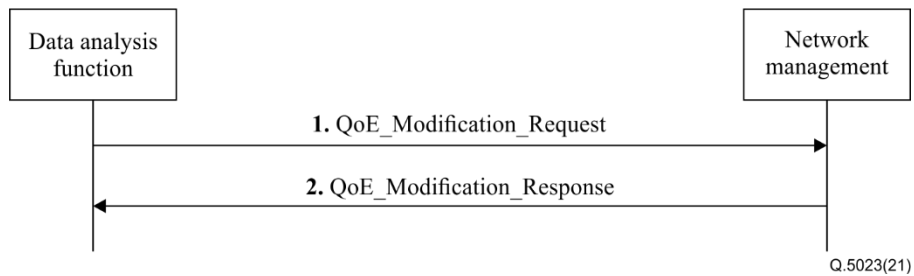 Data analysis
function
Network
management
1. QoE_Modification_Request
2. QoE_Modification_Response
Q.5023(21)